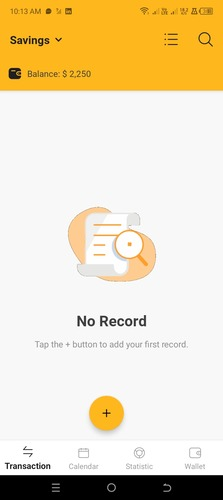 10:13 AM
Savings
Balance: $ 2,250
No Record
Tap the + button to add your first record.
+
Transaction Calendar Statistic Wallet